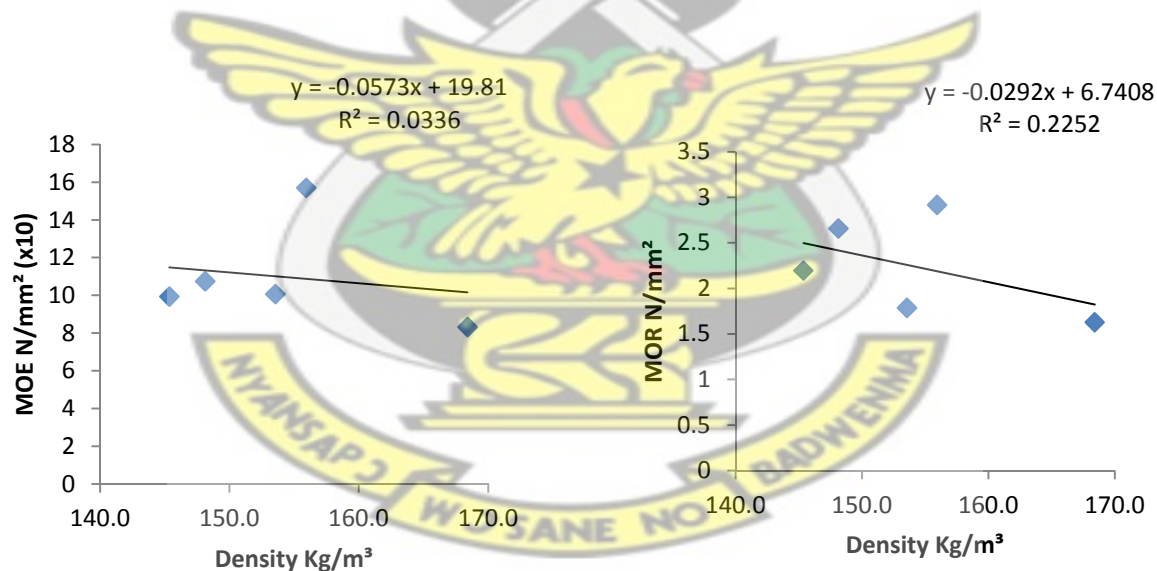 y = -0.0573x + 19.81
R² = 0.0336
18
16
14
12
10
8
6
4
2
0
MOE N/mm² (x10)
140.0 150.0 160.0 170.0
Density Kg/m³
y = -0.0292x + 6.7408
R² = 0.2252
3.5
3
2.5
2
1.5
1
0.5
0
MOR N/mm²
140.0 150.0 160.0 170.0
Density Kg/m³
NYANSAPƆ
WƆSANE NO
BADWENMA